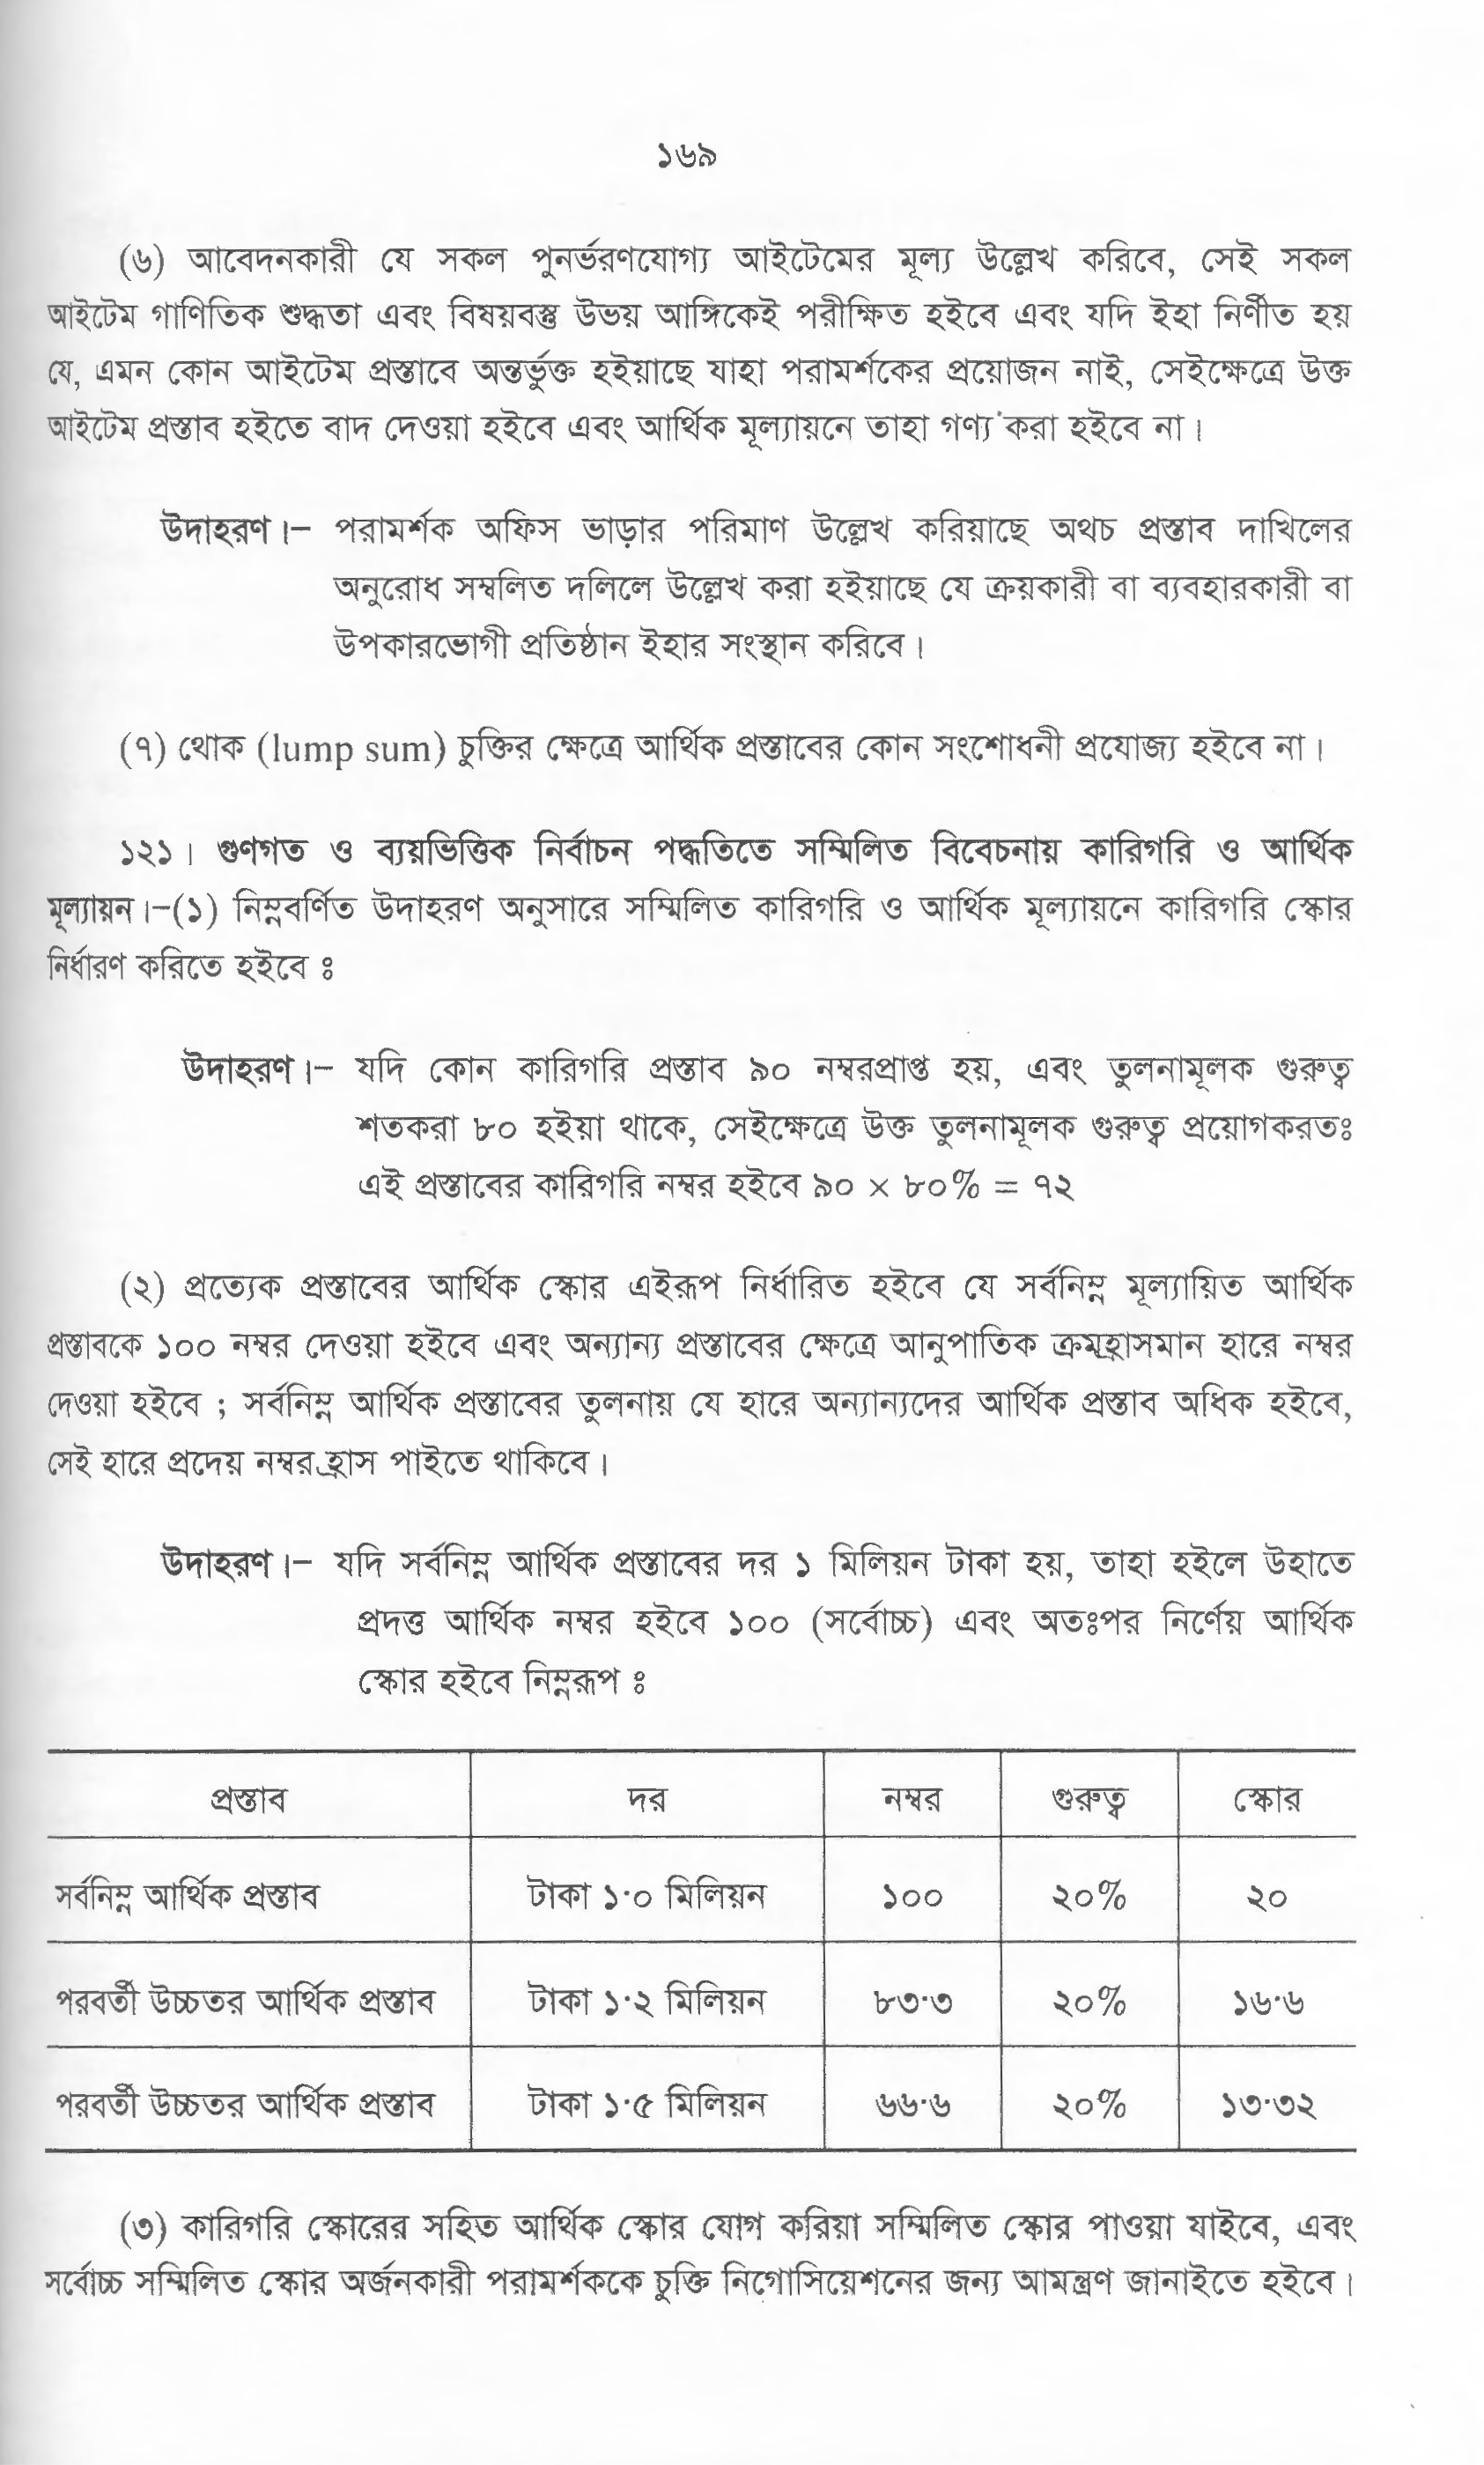 ১৬৯
(৬) আবেদনকারী যে সকল পুনর্ভরণযোগ্য আইটেমের মূল্য উল্লেখ করিবে, সেই সকল
আইটেম গাণিতিক শুদ্ধতা এবং বিষয়বস্তু উভয় আঙ্গিকেই পরীক্ষিত হইবে এবং যদি ইহা নির্ণীত হয়
যে, এমন কোন আইটেম প্রস্তাবে অন্তর্ভুক্ত হইয়াছে যাহা পরামর্শকের প্রয়োজন নাই, সেইক্ষেত্রে উক্ত
আইটেম প্রস্তাব হইতে বাদ দেওয়া হইবে এবং আর্থিক মূল্যায়নে তাহা গণ্য করা হইবে না।
উদাহরণ।– পরামর্শক অফিস ভাড়ার পরিমাণ উল্লেখ করিয়াছে অথচ প্রস্তাব দাখিলের
অনুরোধ সম্বলিত দলিলে উল্লেখ করা হইয়াছে যে ক্রয়কারী বা ব্যবহারকারী বা
উপকারভোগী প্রতিষ্ঠান ইহার সংস্থান করিবে।
(৭) থোক (lump sum) চুক্তির ক্ষেত্রে আর্থিক প্রস্তাবের কোন সংশোধনী প্রযোজ্য হইবে না।
১২১। গুণগত ও ব্যয়ভিত্তিক নির্বাচন পদ্ধতিতে সম্মিলিত বিবেচনায় কারিগরি ও আর্থিক
মূল্যায়ন।–(১) নিম্নবর্ণিত উদাহরণ অনুসারে সম্মিলিত কারিগরি ও আর্থিক মূল্যায়নে কারিগরি স্কোর
নির্ধারণ করিতে হইবে ঃ
উদাহরণ।– যদি কোন কারিগরি প্রস্তাব ৯০ নম্বরপ্রাপ্ত হয়, এবং তুলনামূলক গুরুত্ব
শতকরা ৮০ হইয়া থাকে, সেইক্ষেত্রে উক্ত তুলনামূলক গুরুত্ব প্রয়োগকরতঃ
এই প্রস্তাবের কারিগরি নম্বর হইবে ৯০ × ৮০% = ৭২
(২) প্রত্যেক প্রস্তাবের আর্থিক স্কোর এইরূপ নির্ধারিত হইবে যে সর্বনিম্ন মূল্যায়িত আর্থিক
প্রস্তাবকে ১০০ নম্বর দেওয়া হইবে এবং অন্যান্য প্রস্তাবের ক্ষেত্রে আনুপাতিক ক্রমহ্রাসমান হারে নম্বর
দেওয়া হইবে ; সর্বনিম্ন আর্থিক প্রস্তাবের তুলনায় যে হারে অন্যান্যদের আর্থিক প্রস্তাব অধিক হইবে,
সেই হারে প্রদেয় নম্বর হ্রাস পাইতে থাকিবে।
উদাহরণ।– যদি সর্বনিম্ন আর্থিক প্রস্তাবের দর ১ মিলিয়ন টাকা হয়, তাহা হইলে উহাতে
প্রদত্ত আর্থিক নম্বর হইবে ১০০ (সর্বোচ্চ) এবং অতঃপর নির্ণেয় আর্থিক
স্কোর হইবে নিম্নরূপ ঃ
প্রস্তাব দর নম্বর গুরুত্ব স্কোর
সর্বনিম্ন আর্থিক প্রস্তাব টাকা ১·০ মিলিয়ন ১০০ ২০% ২০
পরবর্তী উচ্চতর আর্থিক প্রস্তাব টাকা ১·২ মিলিয়ন ৮৩·৩ ২০% ১৬·৬
পরবর্তী উচ্চতর আর্থিক প্রস্তাব টাকা ১·৫ মিলিয়ন ৬৬·৬ ২০% ১৩·৩২
(৩) কারিগরি স্কোরের সহিত আর্থিক স্কোর যোগ করিয়া সম্মিলিত স্কোর পাওয়া যাইবে, এবং
সর্বোচ্চ সম্মিলিত স্কোর অর্জনকারী পরামর্শককে চুক্তি নিগোসিয়েশনের জন্য আমন্ত্রণ জানাইতে হইবে।